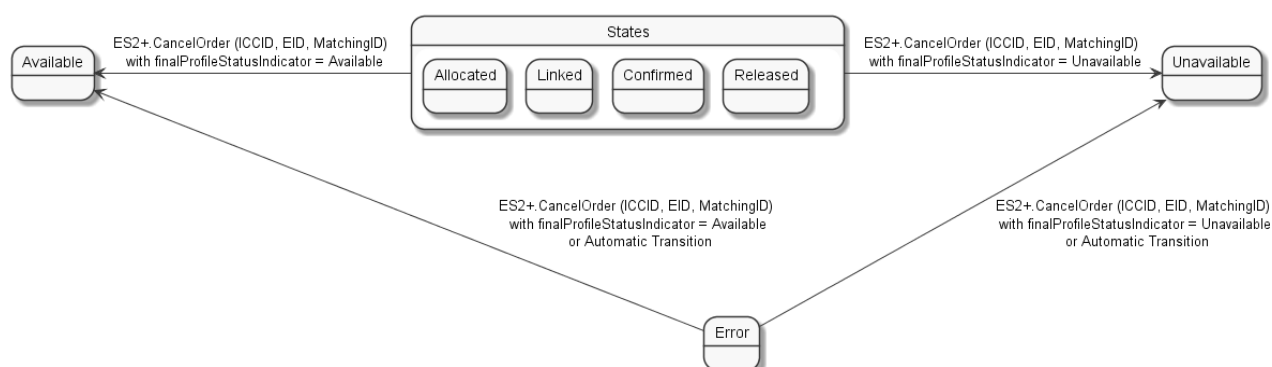 States
Available
ES2+.CancelOrder (ICCID, EID, MatchingID)
with finalProfileStatusIndicator = Available
Allocated
Linked
Confirmed
Released
ES2+.CancelOrder (ICCID, EID, MatchingID)
with finalProfileStatusIndicator = Unavailable
Unavailable
ES2+.CancelOrder (ICCID, EID, MatchingID)
with finalProfileStatusIndicator = Available
or Automatic Transition
ES2+.CancelOrder (ICCID, EID, MatchingID)
with finalProfileStatusIndicator = Unavailable
or Automatic Transition
Error